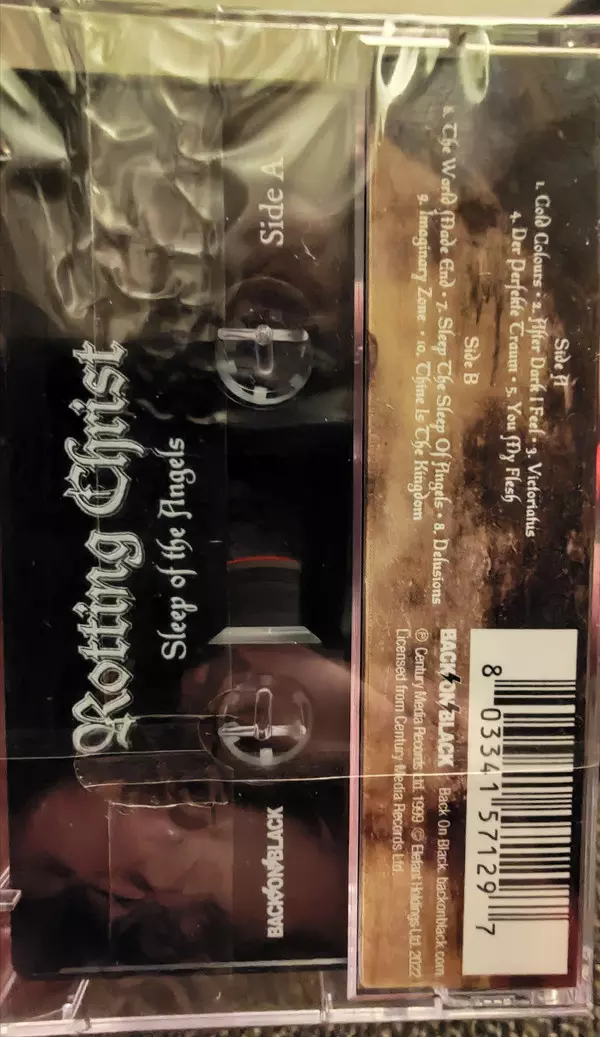 Side A
1. Cold Colours • 2. After Dark I Feel • 3. Victoriatus
4. Der Perfekte Traum • 5. You My Flesh
Side B
6. The World Made End • 7. Sleep The Sleep Of Angels • 8. Delusions
9. Imaginary Zone • 10. Thine Is The Kingdom
BACK ON BLACK Back On Black. backonblack.com
℗ Century Media Records Ltd. 1999 © Elefant Holdings Ltd. 2022
Licensed from Century Media Records Ltd.
8 03341 57129 7
Rotting Christ
Sleep of the Angels
Side A
BACK ON BLACK